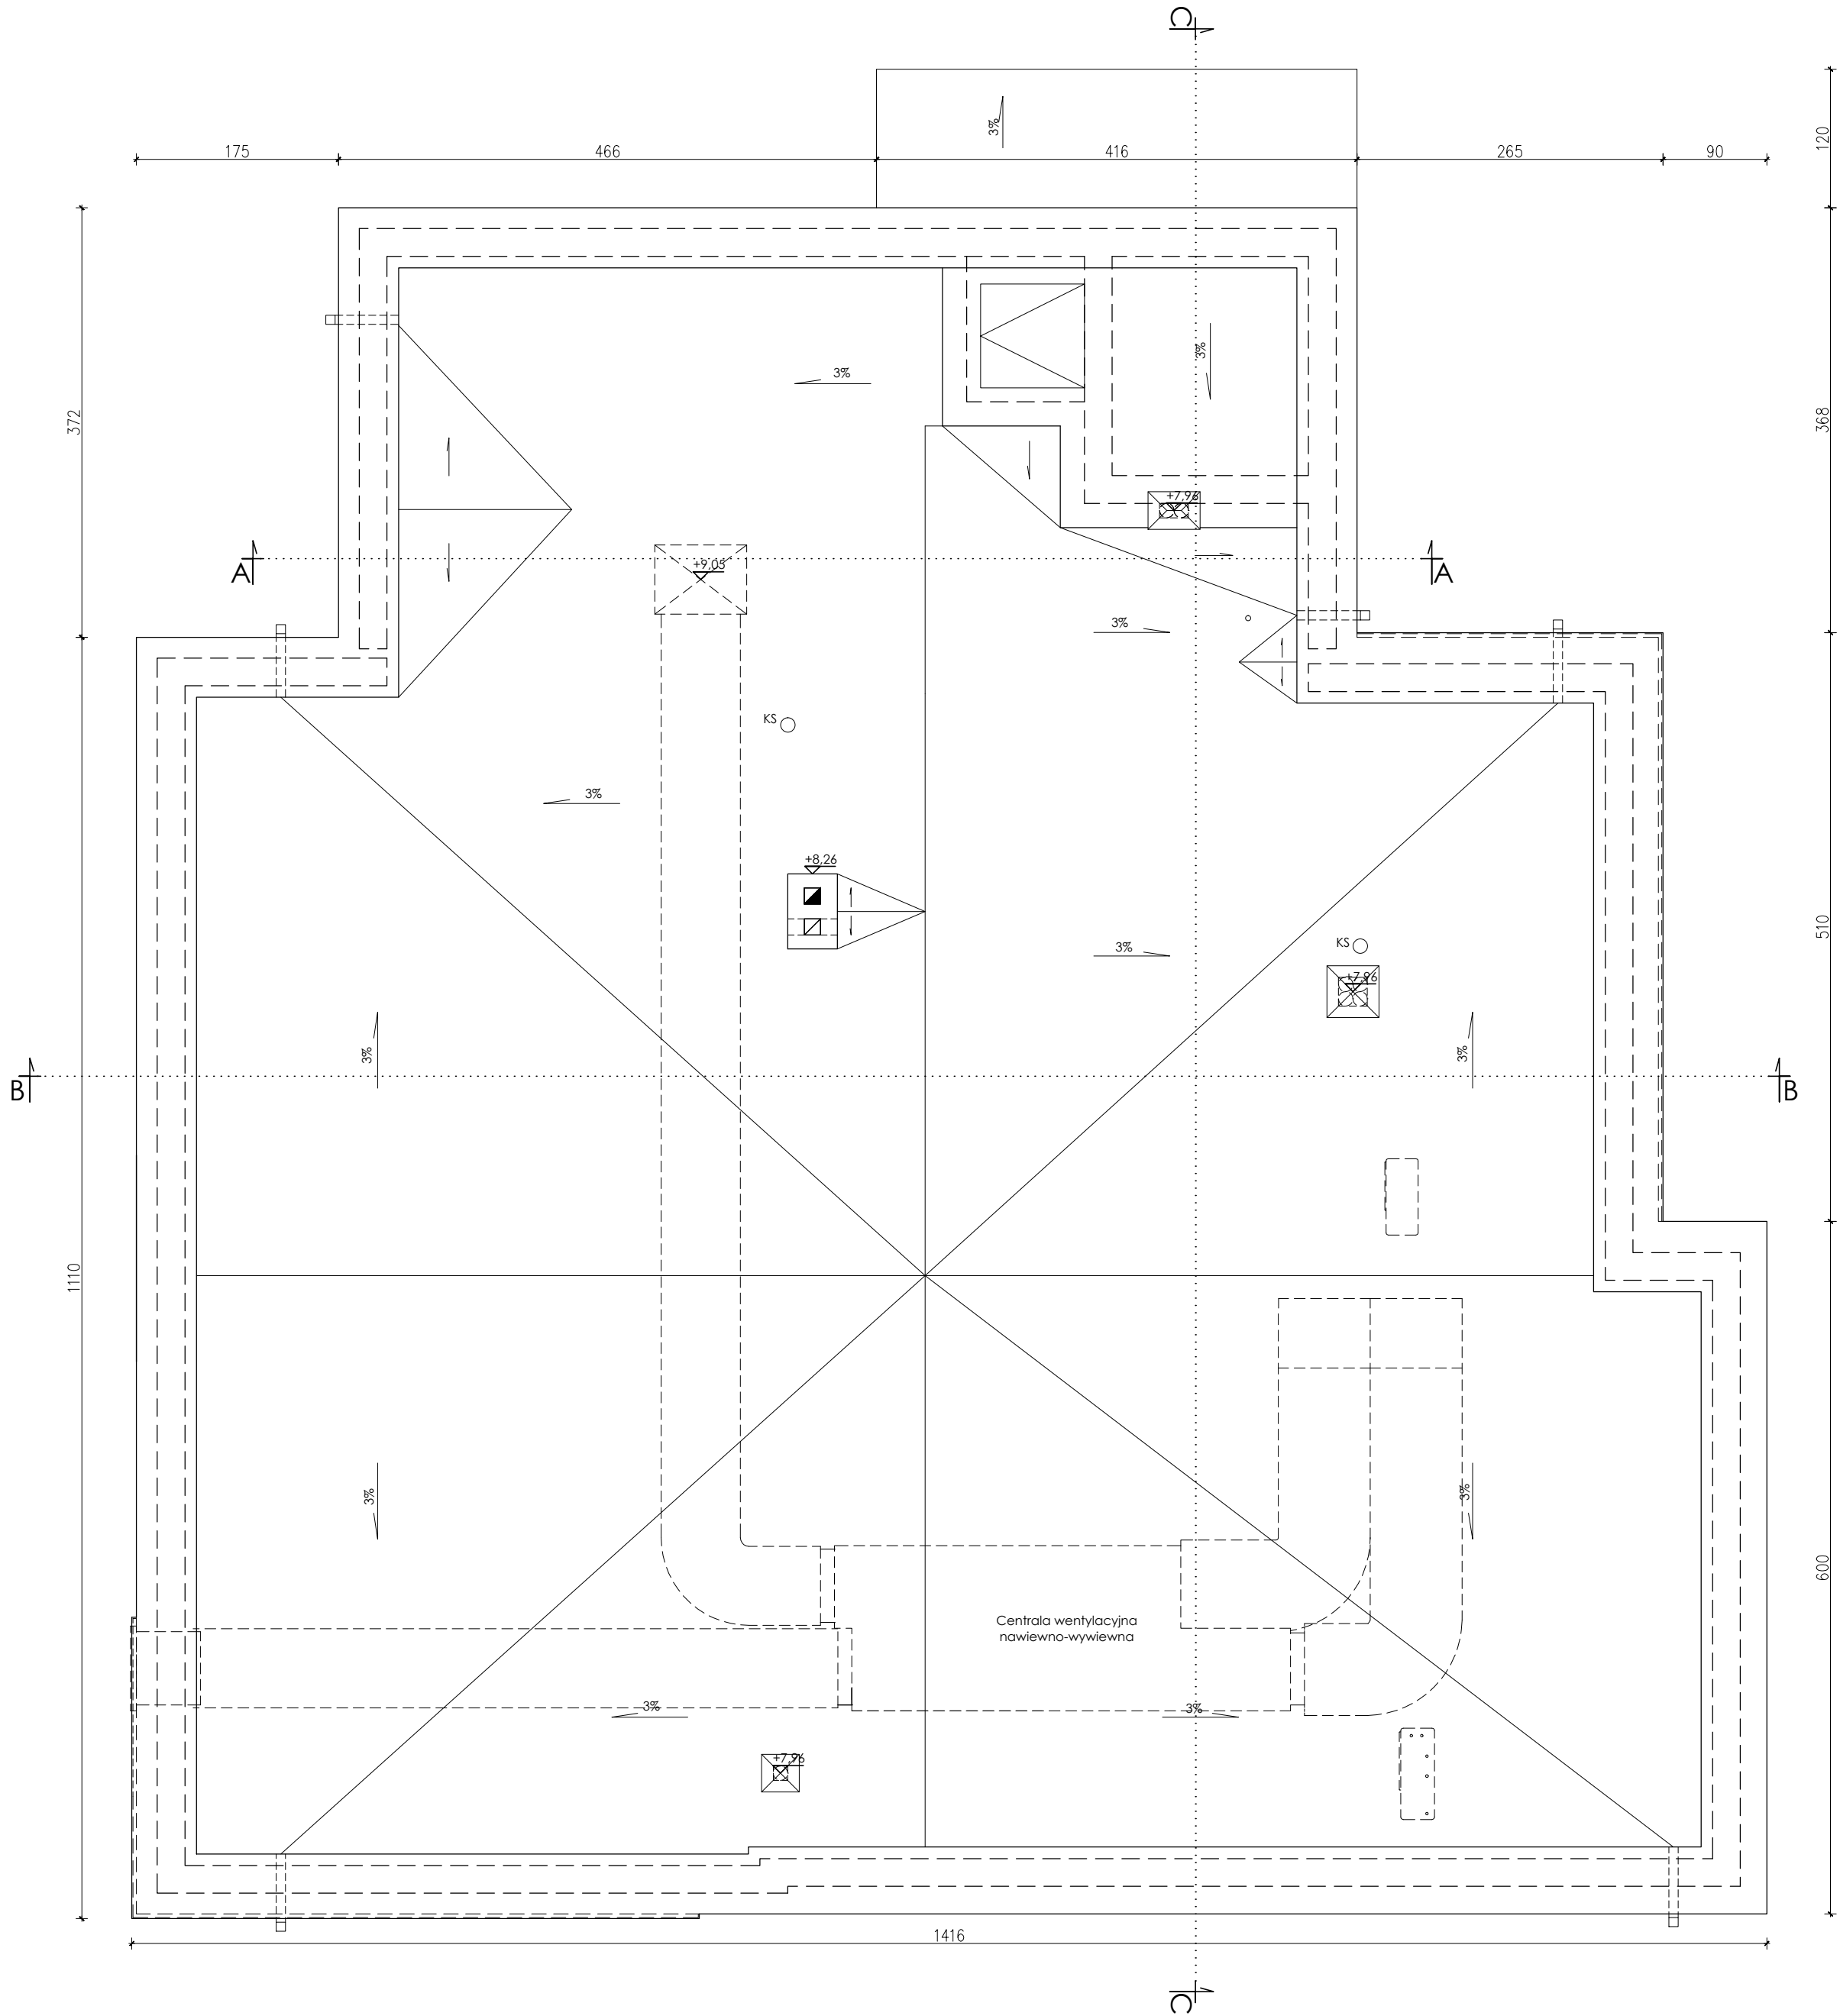 C
3%
120
175
466
416
265
90
3%
3%
372
368
+7,96
A
+9,05
A
3%
KS
3%
+8,26
3%
KS
510
+7,96
3%
3%
B
B
1110
3%
3%
600
Centrala wentylacyjna
nawiewno-wywiewna
3%
3%
+7,96
1416
C